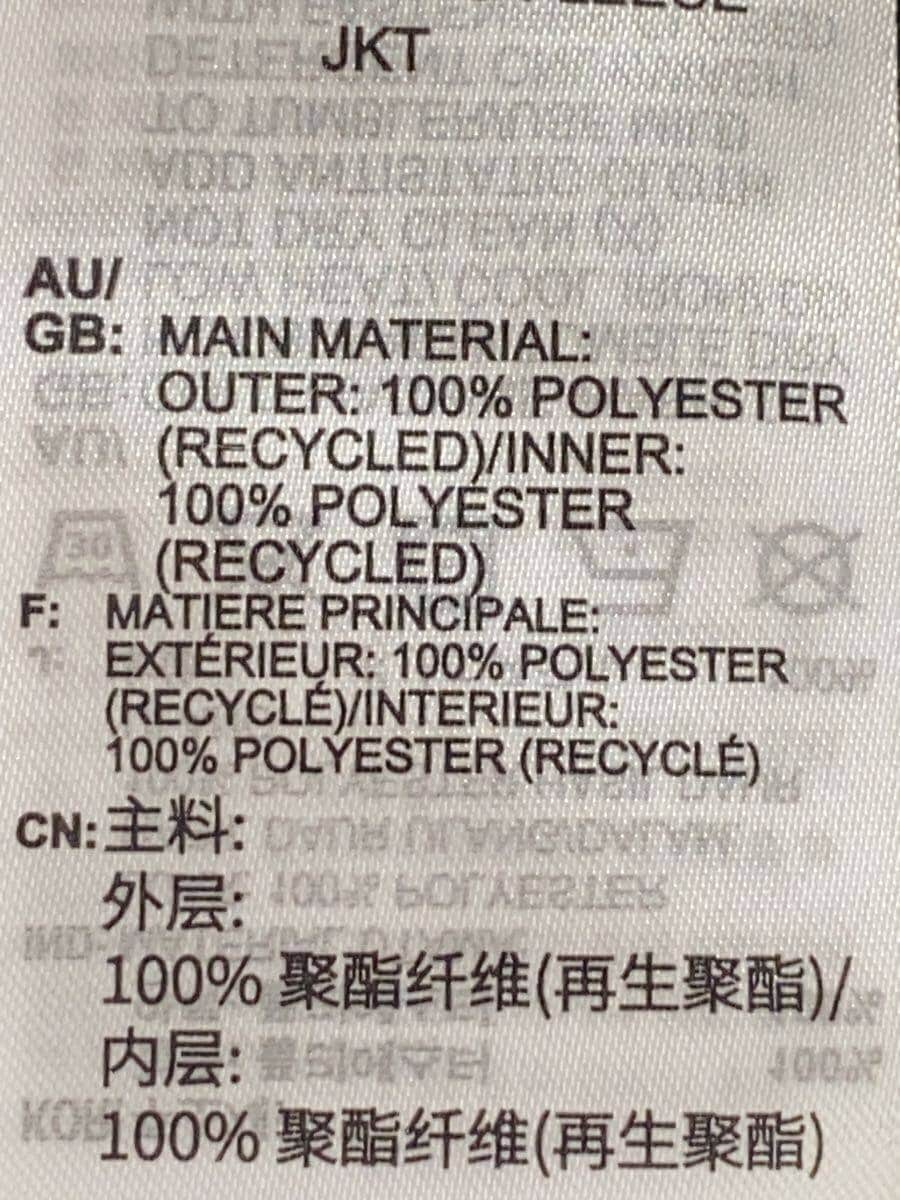 JKT
AU/
GB: MAIN MATERIAL:
OUTER: 100% POLYESTER
(RECYCLED)/INNER:
100% POLYESTER
(RECYCLED)
F: MATIERE PRINCIPALE:
EXTÉRIEUR: 100% POLYESTER
(RECYCLÉ)/INTERIEUR:
100% POLYESTER (RECYCLÉ)
CN: 主料:
外层:
100% 聚酯纤维(再生聚酯)/
内层:
100% 聚酯纤维(再生聚酯)